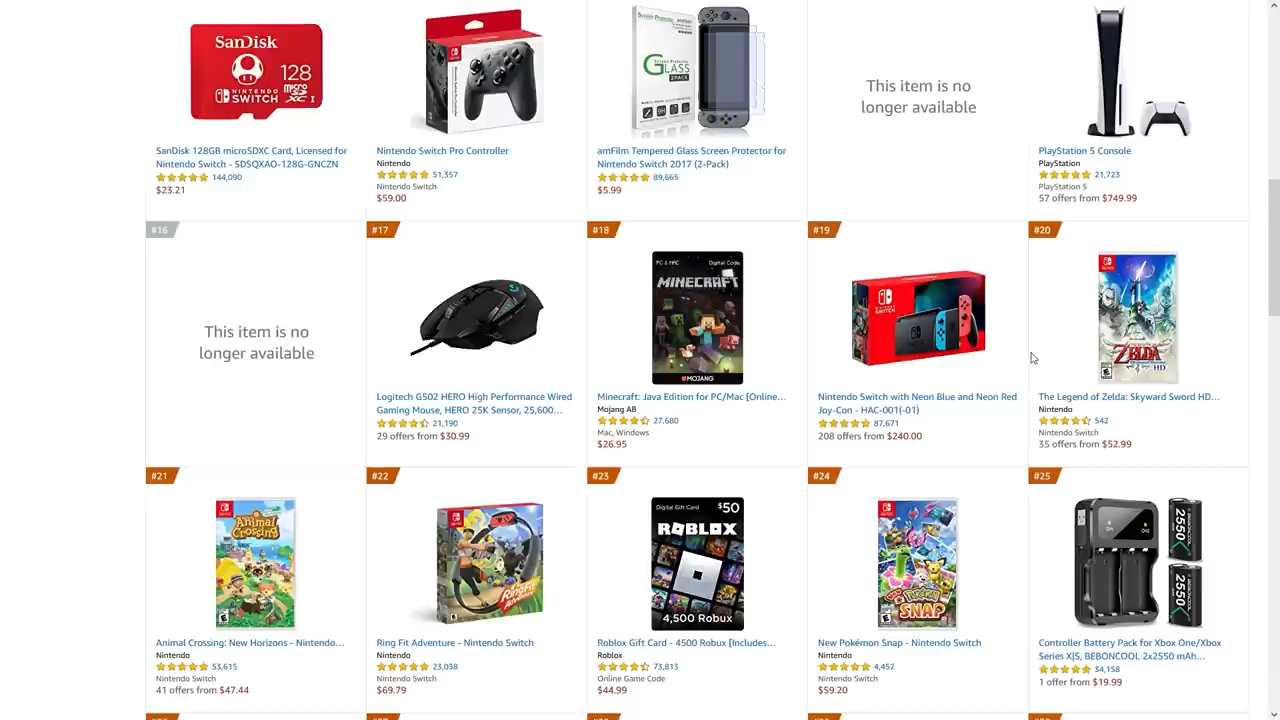 SanDisk
128
NINTENDO
SWITCH
micro
SD
XC I
Screen Protector
amFilm
GLASS
2 PACK
This item is no
longer available
SanDisk 128GB microSDXC Card, Licensed for
Nintendo Switch - SDSQXAO-128G-GNCZN
144,090
$23.21
Nintendo Switch Pro Controller
Nintendo
51,357
Nintendo Switch
$59.00
amFilm Tempered Glass Screen Protector for
Nintendo Switch 2017 (2-Pack)
89,665
$5.99
PlayStation 5 Console
PlayStation
21,723
PlayStation 5
57 offers from $749.99
#16
#17
#18
#19
#20
This item is no
longer available
PC & MAC
Digital Code
MINECRAFT
MOJANG
NINTENDO
SWITCH
ZELDA
HD
Logitech G502 HERO High Performance Wired
Gaming Mouse, HERO 25K Sensor, 25,600...
21,190
29 offers from $30.99
Minecraft: Java Edition for PC/Mac [Online...
Mojang AB
27,680
Mac, Windows
$26.95
Nintendo Switch with Neon Blue and Neon Red
Joy-Con - HAC-001(-01)
87,671
208 offers from $240.00
The Legend of Zelda: Skyward Sword HD...
Nintendo
542
Nintendo Switch
35 offers from $52.99
#21
#22
#23
#24
#25
Animal
Crossing
RingFit
Adventure
Digital Gift Card
$50
ROBLOX
4,500 Robux
New
Pokémon
SNAP
2550
2550
Animal Crossing: New Horizons - Nintendo...
Nintendo
53,615
Nintendo Switch
41 offers from $47.44
Ring Fit Adventure - Nintendo Switch
Nintendo
23,038
Nintendo Switch
$69.79
Roblox Gift Card - 4500 Robux [Includes...
Roblox
73,813
Online Game Code
$44.99
New Pokémon Snap - Nintendo Switch
Nintendo
4,452
Nintendo Switch
$59.20
Controller Battery Pack for Xbox One/Xbox
Series X|S, BEBONCOOL 2x2550 mAh...
34,158
1 offer from $19.99